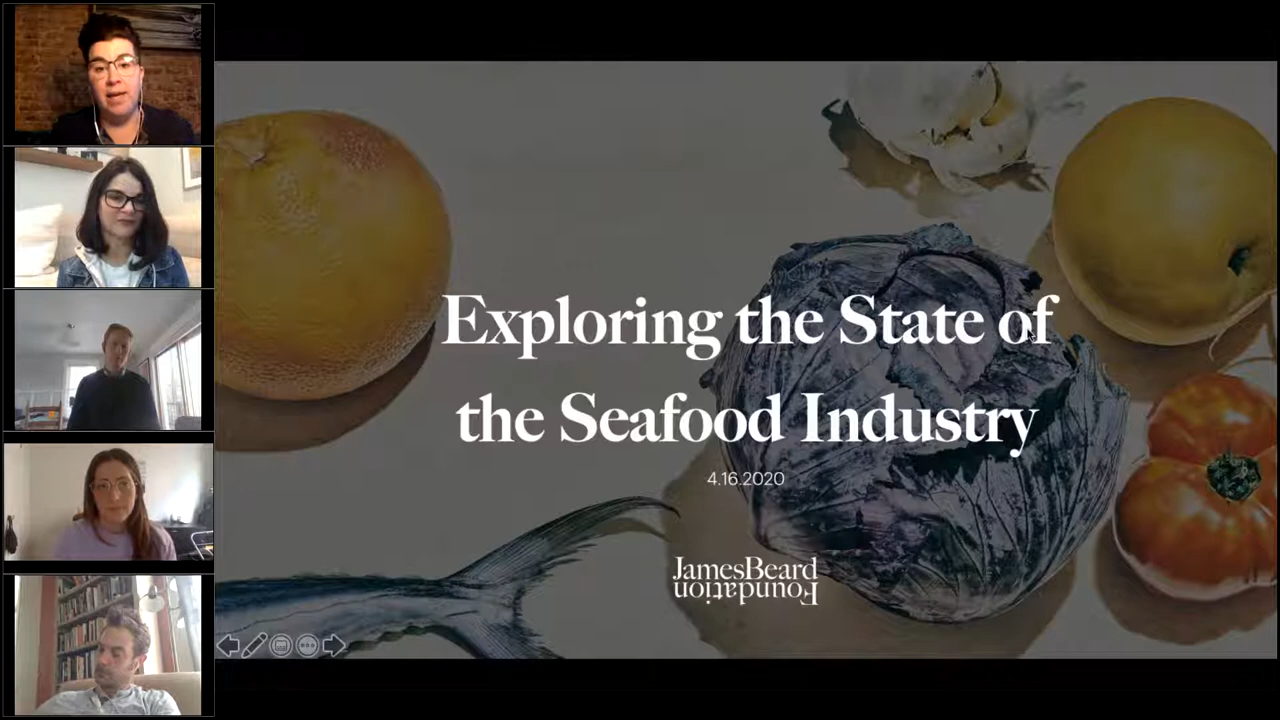 Exploring the State of
the Seafood Industry
4.16.2020
JamesBeard
Foundation